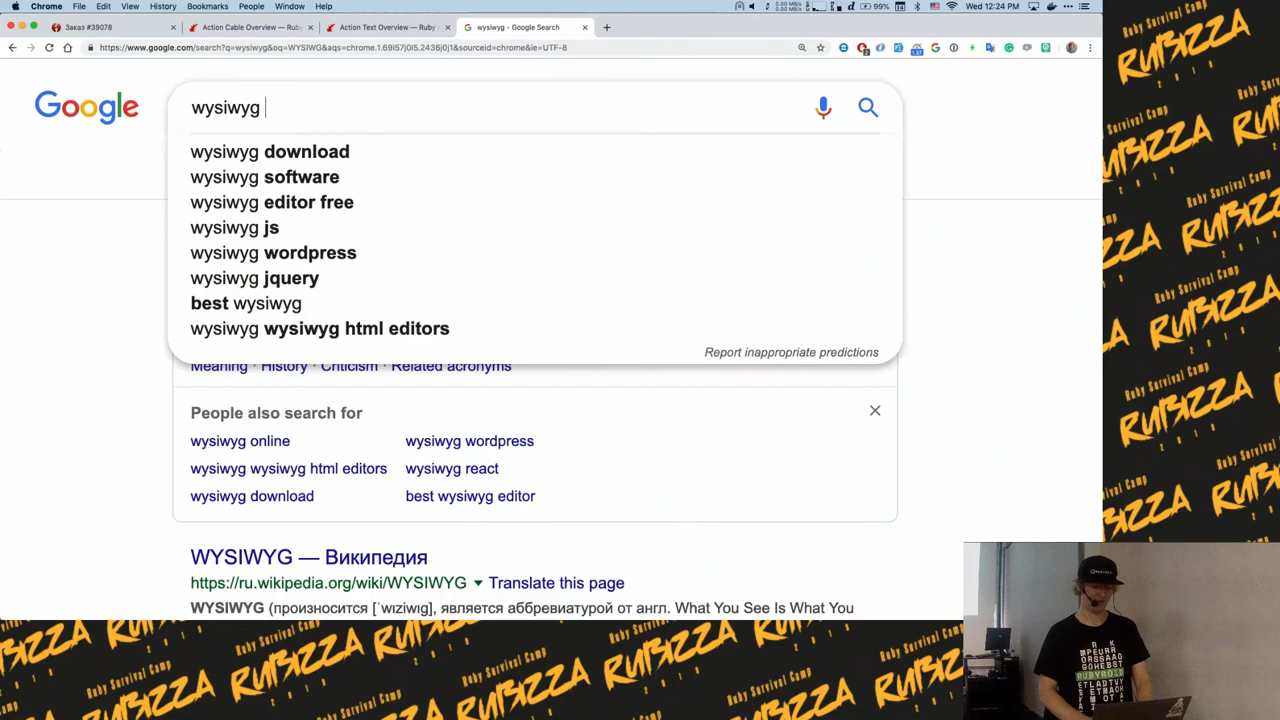 Chrome File Edit View History Bookmarks People Window Help
99% Wed 12:24 PM
Заказ #39078
Action Cable Overview — Ruby
Action Text Overview — Ruby
wysiwyg - Google Search
https://www.google.com/search?q=wysiwyg&oq=WYSIWG&aqs=chrome.1.69i57j0l5.2436j0j1&sourceid=chrome&ie=UTF-8
Google
wysiwyg
wysiwyg download
wysiwyg software
wysiwyg editor free
wysiwyg js
wysiwyg wordpress
wysiwyg jquery
best wysiwyg
wysiwyg wysiwyg html editors
Report inappropriate predictions
Meaning · History · Criticism · Related acronyms
People also search for
wysiwyg online
wysiwyg wordpress
wysiwyg wysiwyg html editors
wysiwyg react
wysiwyg download
best wysiwyg editor
WYSIWYG — Википедия
https://ru.wikipedia.org/wiki/WYSIWYG
Translate this page
WYSIWYG (произносится [ˈwɪziwɪg], является аббревиатурой от англ. What You See Is What You
Ruby Survival Camp
RUBIZZA
2018